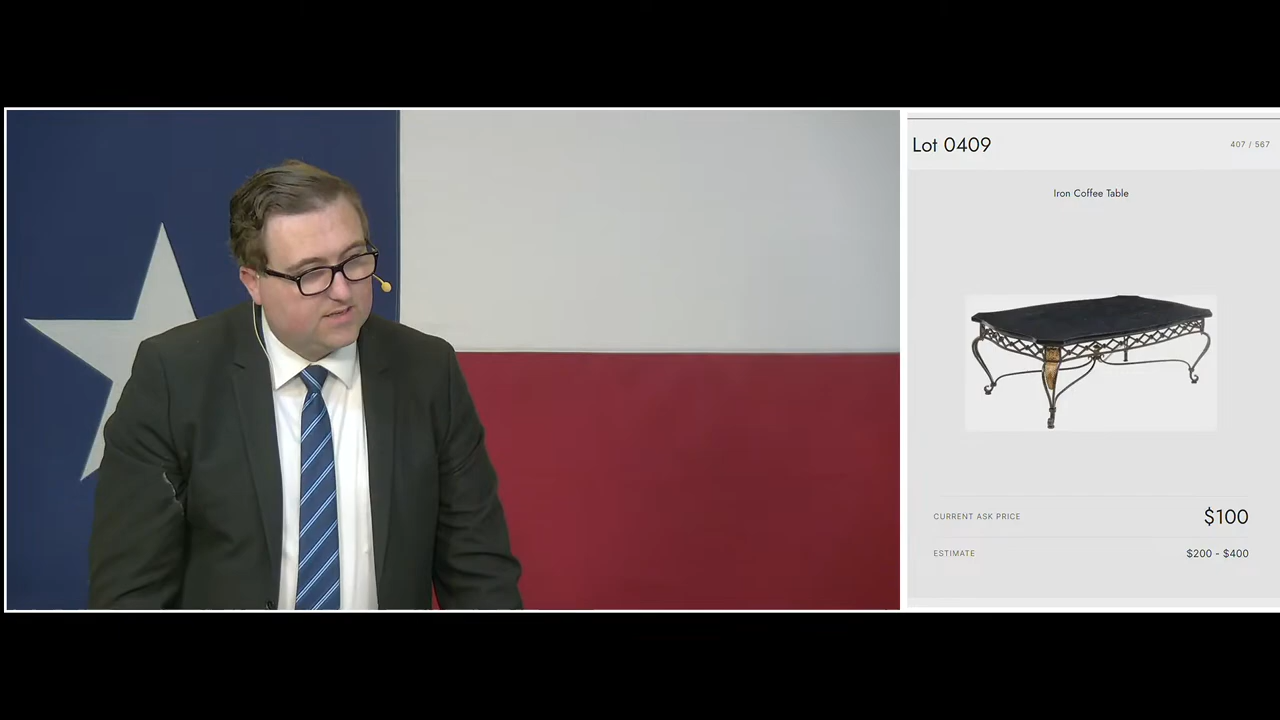 Lot 0409
407 / 567
Iron Coffee Table
CURRENT ASK PRICE
$100
ESTIMATE
$200 - $400